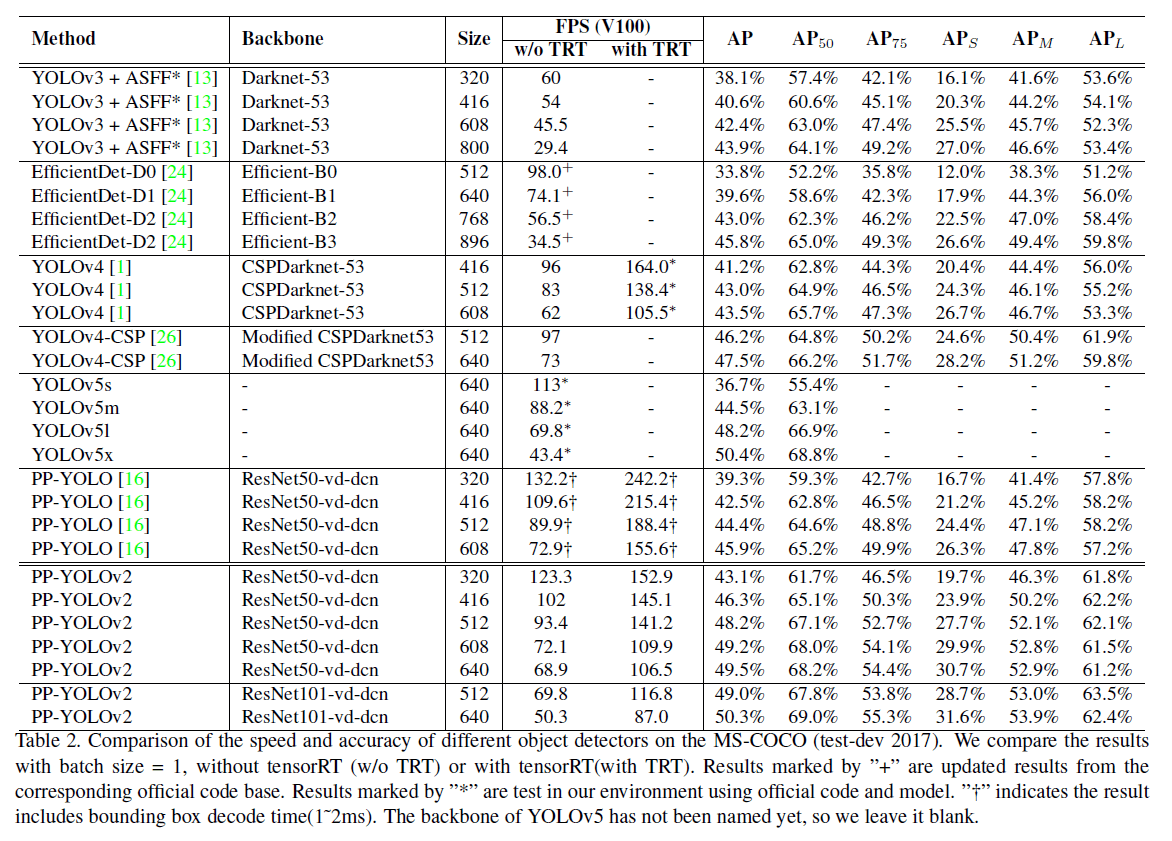 Method Backbone Size FPS (V100) AP AP50 AP75 APS APM APL
w/o TRT with TRT
YOLOv3 + ASFF* [13] Darknet-53 320 60 - 38.1% 57.4% 42.1% 16.1% 41.6% 53.6%
YOLOv3 + ASFF* [13] Darknet-53 416 54 - 40.6% 60.6% 45.1% 20.3% 44.2% 54.1%
YOLOv3 + ASFF* [13] Darknet-53 608 45.5 - 42.4% 63.0% 47.4% 25.5% 45.7% 52.3%
YOLOv3 + ASFF* [13] Darknet-53 800 29.4 - 43.9% 64.1% 49.2% 27.0% 46.6% 53.4%
EfficientDet-D0 [24] Efficient-B0 512 98.0+ - 33.8% 52.2% 35.8% 12.0% 38.3% 51.2%
EfficientDet-D1 [24] Efficient-B1 640 74.1+ - 39.6% 58.6% 42.3% 17.9% 44.3% 56.0%
EfficientDet-D2 [24] Efficient-B2 768 56.5+ - 43.0% 62.3% 46.2% 22.5% 47.0% 58.4%
EfficientDet-D2 [24] Efficient-B3 896 34.5+ - 45.8% 65.0% 49.3% 26.6% 49.4% 59.8%
YOLOv4 [1] CSPDarknet-53 416 96 164.0* 41.2% 62.8% 44.3% 20.4% 44.4% 56.0%
YOLOv4 [1] CSPDarknet-53 512 83 138.4* 43.0% 64.9% 46.5% 24.3% 46.1% 55.2%
YOLOv4 [1] CSPDarknet-53 608 62 105.5* 43.5% 65.7% 47.3% 26.7% 46.7% 53.3%
YOLOv4-CSP [26] Modified CSPDarknet53 512 97 - 46.2% 64.8% 50.2% 24.6% 50.4% 61.9%
YOLOv4-CSP [26] Modified CSPDarknet53 640 73 - 47.5% 66.2% 51.7% 28.2% 51.2% 59.8%
YOLOv5s - 640 113* - 36.7% 55.4% - - - -
YOLOv5m - 640 88.2* - 44.5% 63.1% - - - -
YOLOv5l - 640 69.8* - 48.2% 66.9% - - - -
YOLOv5x - 640 43.4* - 50.4% 68.8% - - - -
PP-YOLO [16] ResNet50-vd-dcn 320 132.2† 242.2† 39.3% 59.3% 42.7% 16.7% 41.4% 57.8%
PP-YOLO [16] ResNet50-vd-dcn 416 109.6† 215.4† 42.5% 62.8% 46.5% 21.2% 45.2% 58.2%
PP-YOLO [16] ResNet50-vd-dcn 512 89.9† 188.4† 44.4% 64.6% 48.8% 24.4% 47.1% 58.2%
PP-YOLO [16] ResNet50-vd-dcn 608 72.9† 155.6† 45.9% 65.2% 49.9% 26.3% 47.8% 57.2%
PP-YOLOv2 ResNet50-vd-dcn 320 123.3 152.9 43.1% 61.7% 46.5% 19.7% 46.3% 61.8%
PP-YOLOv2 ResNet50-vd-dcn 416 102 145.1 46.3% 65.1% 50.3% 23.9% 50.2% 62.2%
PP-YOLOv2 ResNet50-vd-dcn 512 93.4 141.2 48.2% 67.1% 52.7% 27.7% 52.1% 62.1%
PP-YOLOv2 ResNet50-vd-dcn 608 72.1 109.9 49.2% 68.0% 54.1% 29.9% 52.8% 61.5%
PP-YOLOv2 ResNet50-vd-dcn 640 68.9 106.5 49.5% 68.2% 54.4% 30.7% 52.9% 61.2%
PP-YOLOv2 ResNet101-vd-dcn 512 69.8 116.8 49.0% 67.8% 53.8% 28.7% 53.0% 63.5%
PP-YOLOv2 ResNet101-vd-dcn 640 50.3 87.0 50.3% 69.0% 55.3% 31.6% 53.9% 62.4%
Table 2. Comparison of the speed and accuracy of different object detectors on the MS-COCO (test-dev 2017). We compare the results
with batch size = 1, without tensorRT (w/o TRT) or with tensorRT(with TRT). Results marked by ”+” are updated results from the
corresponding official code base. Results marked by ”*” are test in our environment using official code and model. ”†” indicates the result
includes bounding box decode time(1˜2ms). The backbone of YOLOv5 has not been named yet, so we leave it blank.